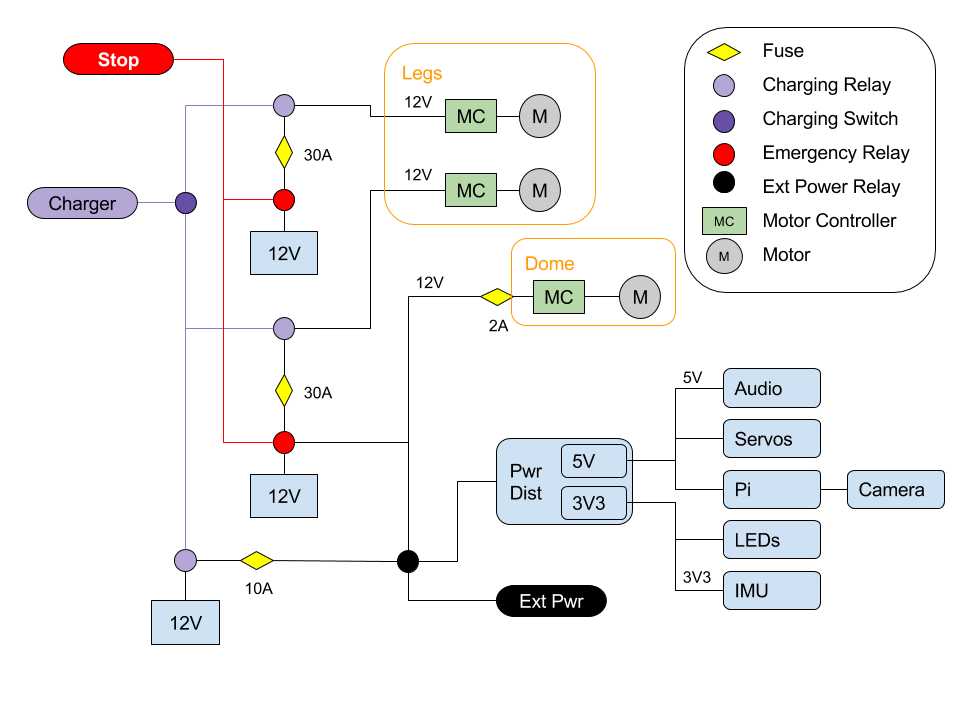 Stop
Legs
12V
MC
M
30A
12V
MC
M
Charger
12V
Dome
12V
MC
M
2A
30A
12V
10A
12V
Pwr
Dist
5V
3V3
Ext Pwr
5V
Audio
Servos
Pi
Camera
LEDs
3V3
IMU
Fuse
Charging Relay
Charging Switch
Emergency Relay
Ext Power Relay
MC
Motor Controller
M
Motor